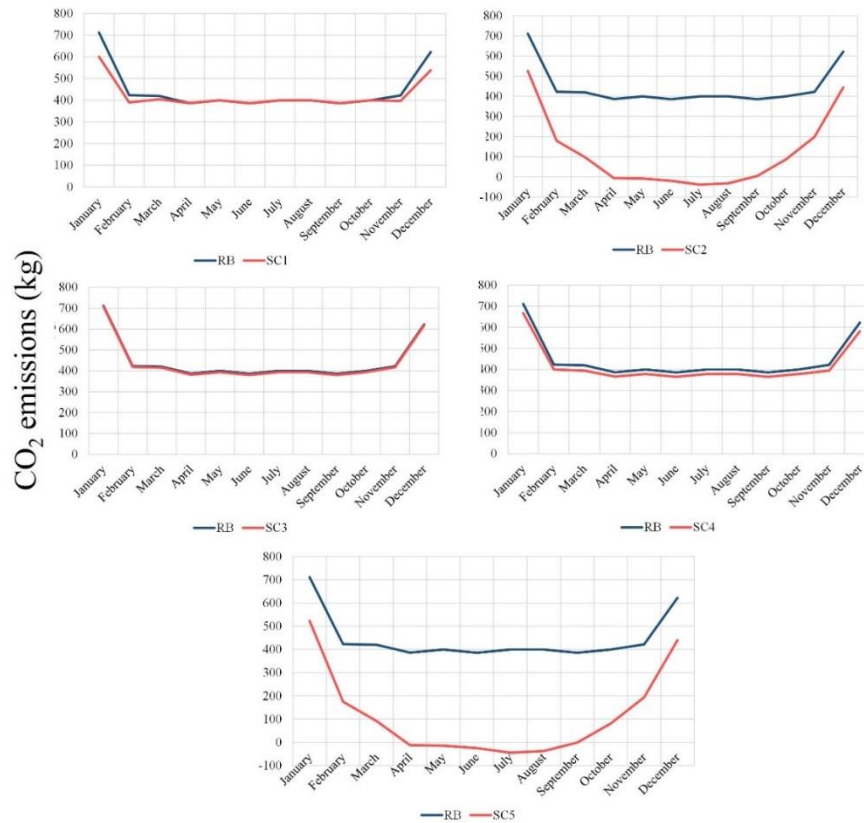 CO₂ emissions (kg)
800
700
600
500
400
300
200
100
0
January
February
March
April
May
June
July
August
September
October
November
December
RB SC1
800
700
600
500
400
300
200
100
0
-100
January
February
March
April
May
June
July
August
September
October
November
December
RB SC2
800
700
600
500
400
300
200
100
0
January
February
March
April
May
June
July
August
September
October
November
December
RB SC3
800
700
600
500
400
300
200
100
0
January
February
March
April
May
June
July
August
September
October
November
December
RB SC4
800
700
600
500
400
300
200
100
0
-100
January
February
March
April
May
June
July
August
September
October
November
December
RB SC5